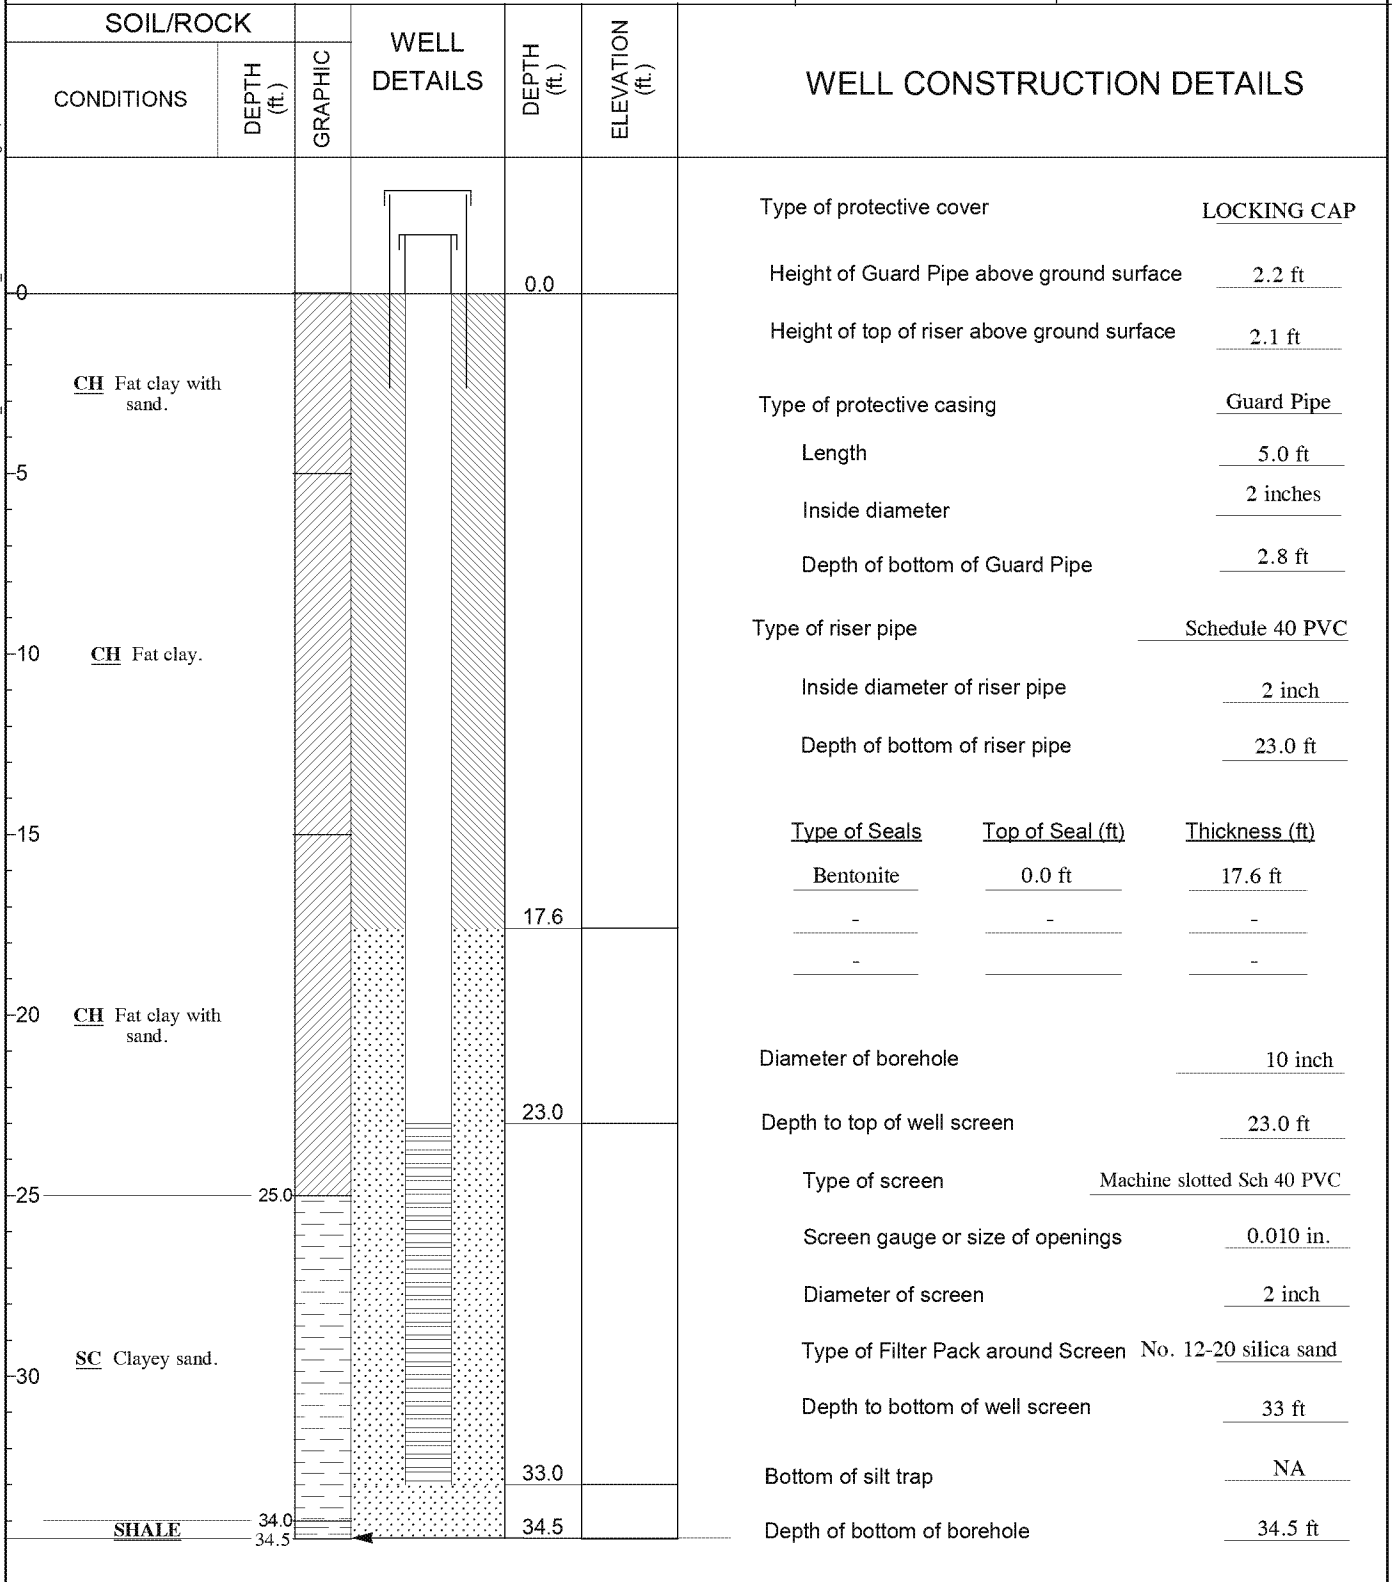 SOIL/ROCK
CONDITIONS
DEPTH
(ft.)
GRAPHIC
WELL
DETAILS
DEPTH
(ft.)
ELEVATION
(ft.)
WELL CONSTRUCTION DETAILS
Type of protective cover LOCKING CAP
Height of Guard Pipe above ground surface 2.2 ft
0 0.0
Height of top of riser above ground surface 2.1 ft
CH Fat clay with
sand.
Type of protective casing Guard Pipe
Length 5.0 ft
5
Inside diameter 2 inches
Depth of bottom of Guard Pipe 2.8 ft
Type of riser pipe Schedule 40 PVC
10 CH Fat clay.
Inside diameter of riser pipe 2 inch
Depth of bottom of riser pipe 23.0 ft
15
Type of Seals Top of Seal (ft) Thickness (ft)
Bentonite 0.0 ft 17.6 ft
17.6
- - -
- -
20 CH Fat clay with
sand.
Diameter of borehole 10 inch
23.0
Depth to top of well screen 23.0 ft
Type of screen Machine slotted Sch 40 PVC
25 25.0
Screen gauge or size of openings 0.010 in.
Diameter of screen 2 inch
Type of Filter Pack around Screen No. 12-20 silica sand
SC Clayey sand.
30
Depth to bottom of well screen 33 ft
33.0
Bottom of silt trap NA
34.0
SHALE
34.5 34.5
Depth of bottom of borehole 34.5 ft